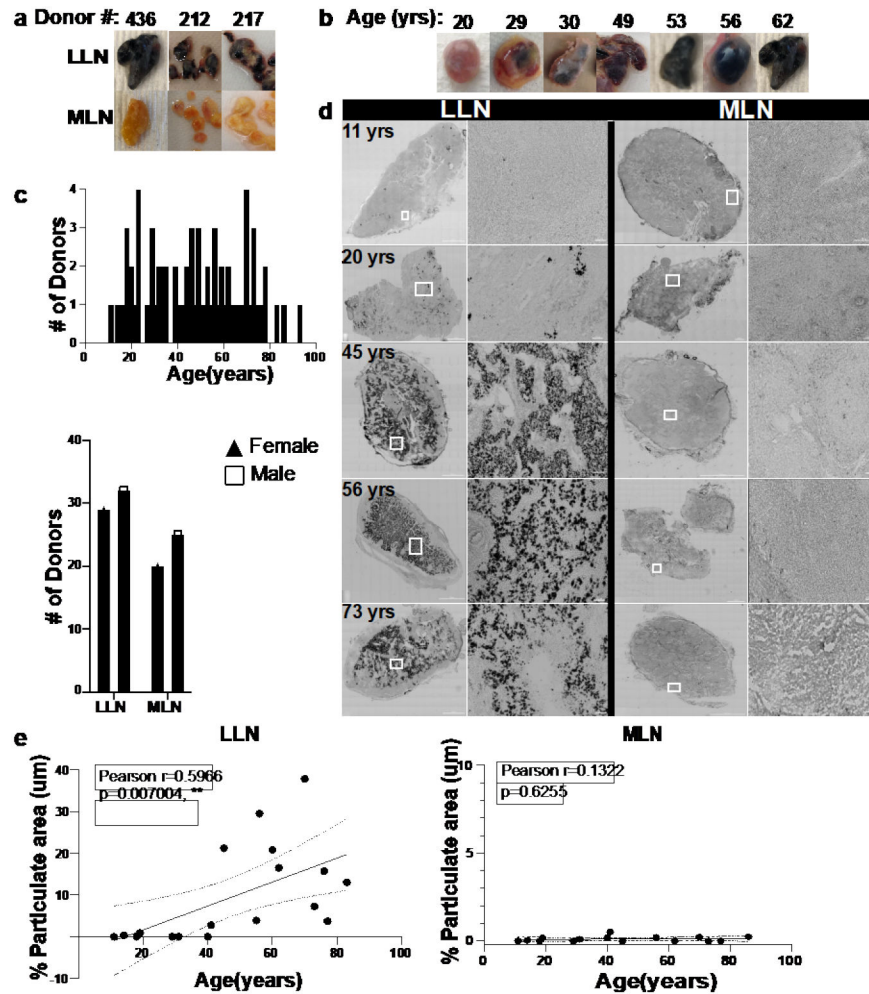 a Donor #: 436 212 217
LLN
MLN
b Age (yrs): 20 29 30 49 53 56 62
c
4
3
2
1
0
# of Donors
0 20 40 60 80 100
Age(years)
40
30
20
10
0
# of Donors
LLN MLN
Female
Male
d LLN MLN
11 yrs
20 yrs
45 yrs
56 yrs
73 yrs
e LLN
40
30
20
10
0
-10
% Particulate area (um)
Pearson r=0.5966
p=0.007004, **
20 40 60 80 100
Age(years)
MLN
10
5
0
% Particulate area (um)
Pearson r=0.1322
p=0.6255
0 20 40 60 80 100
Age(years)